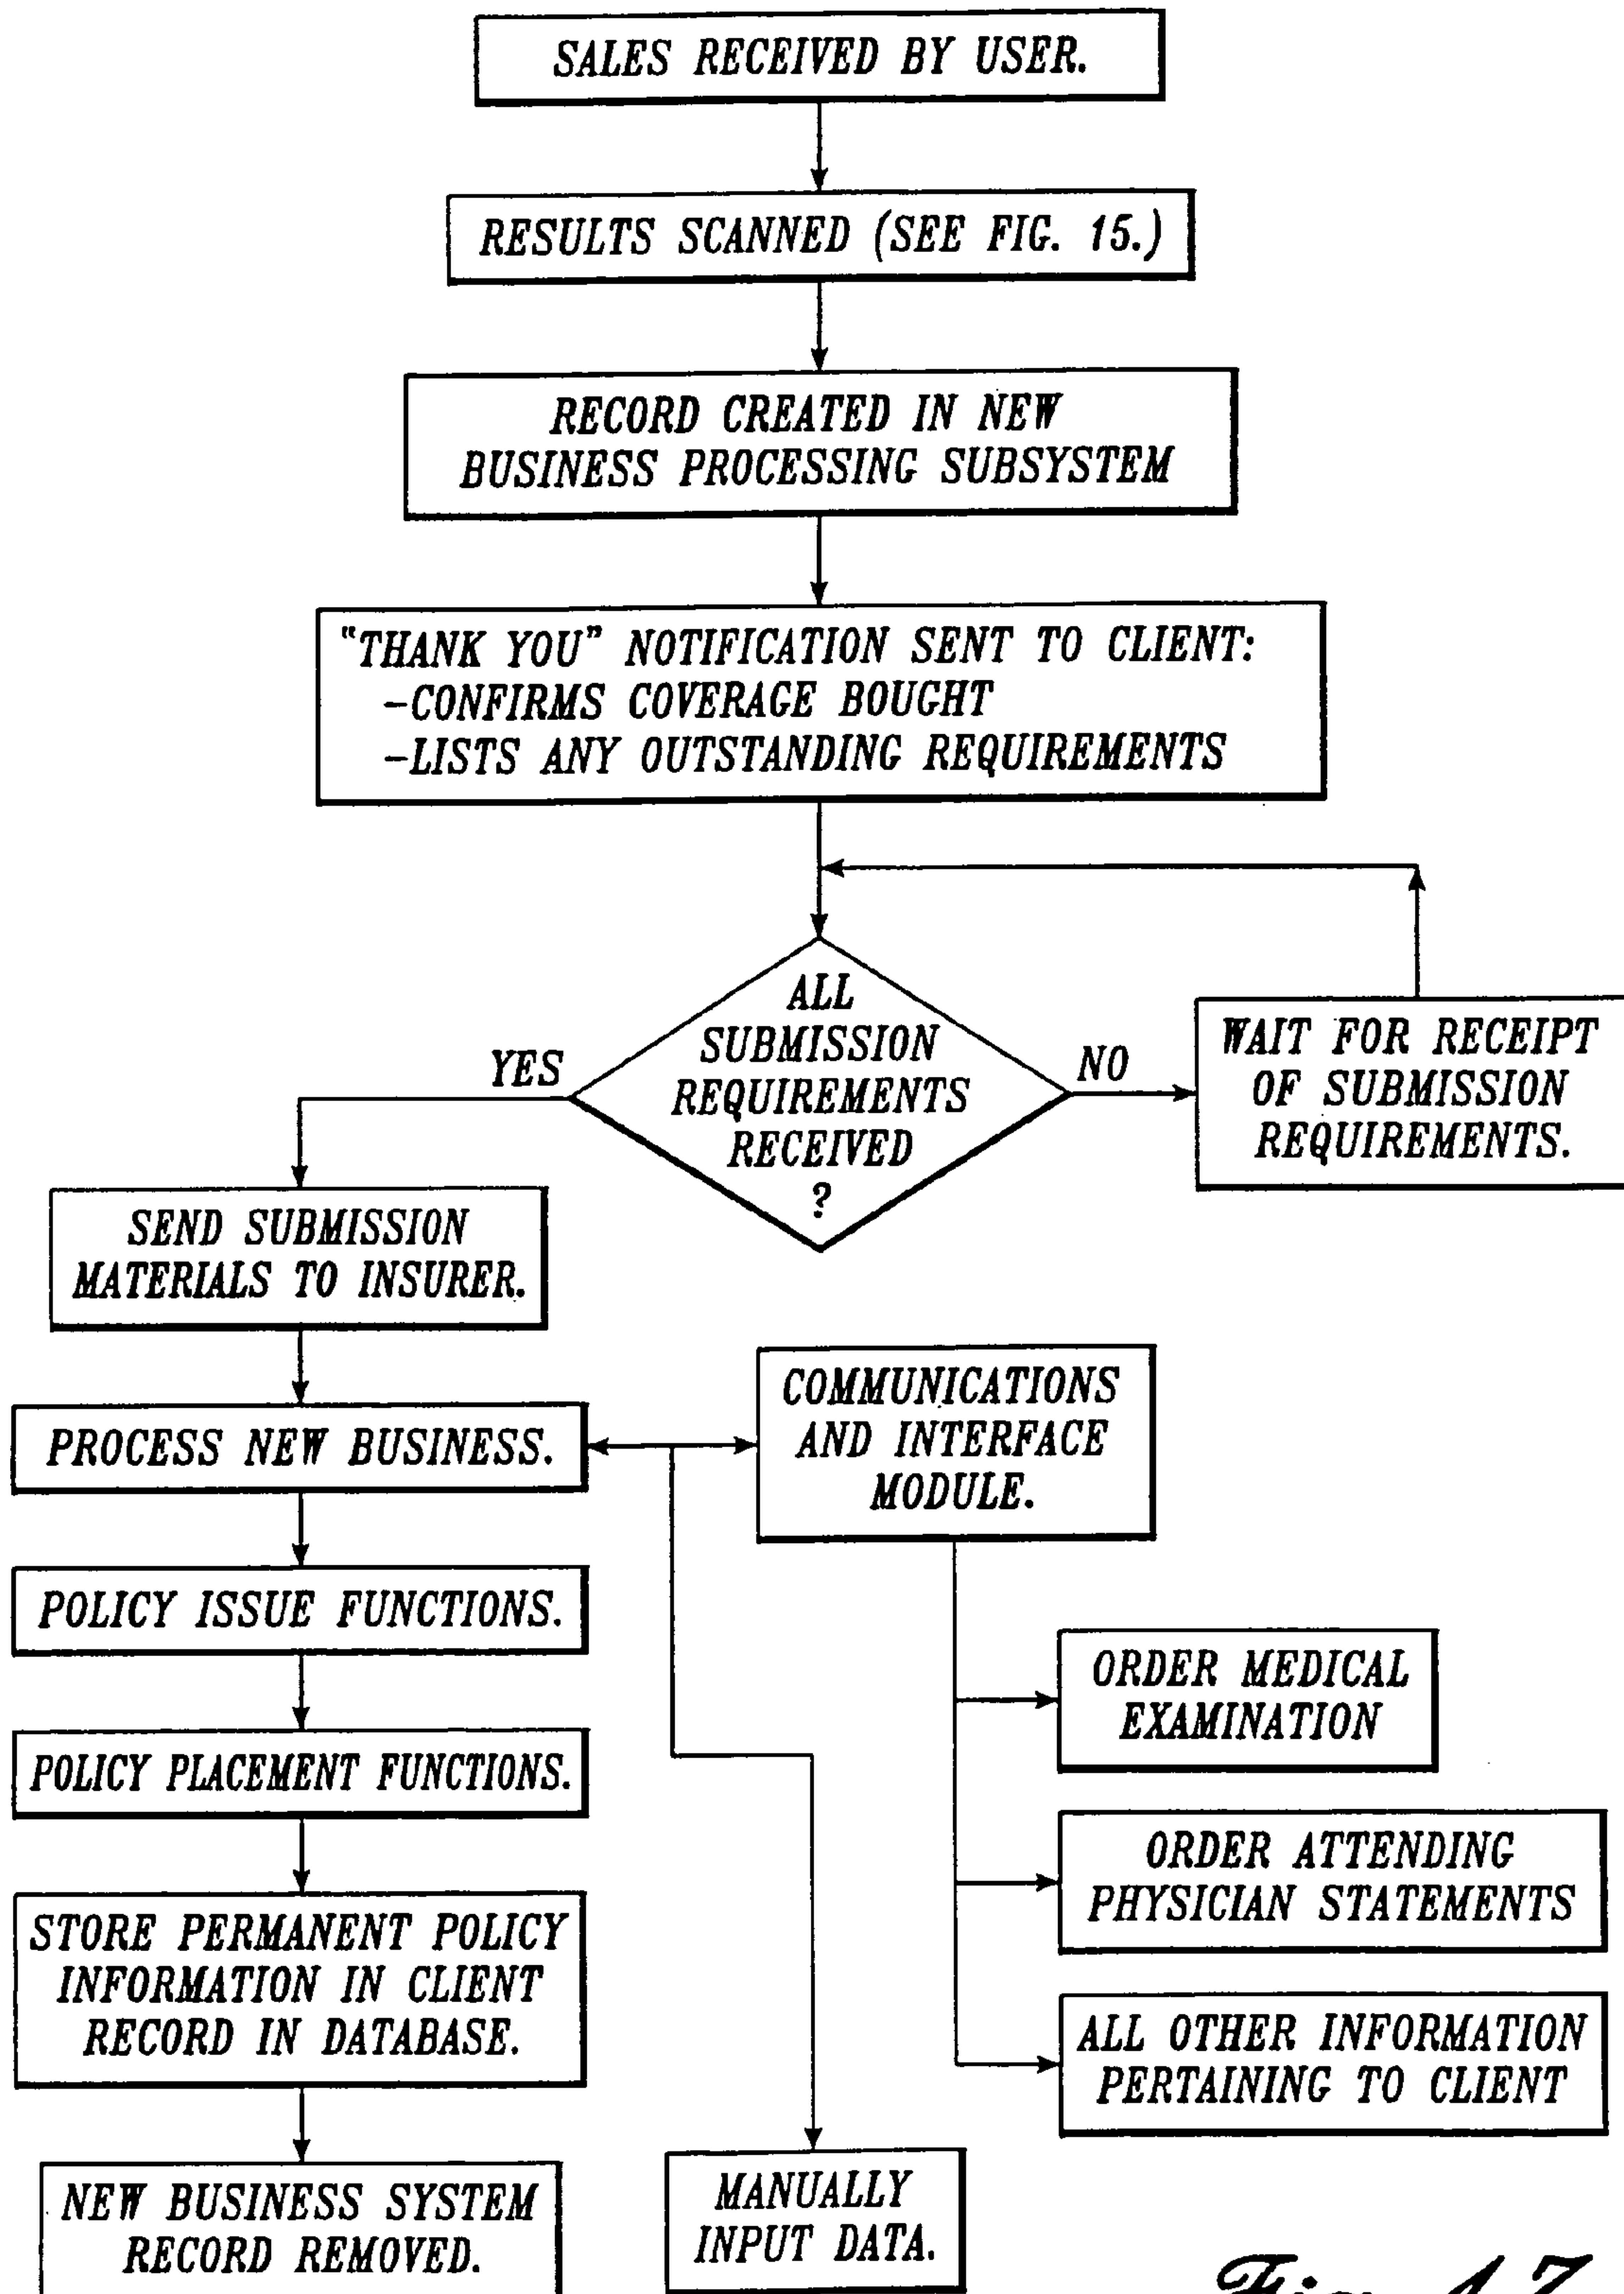 SALES RECEIVED BY USER.
RESULTS SCANNED (SEE FIG. 15.)
RECORD CREATED IN NEW
BUSINESS PROCESSING SUBSYSTEM
"THANK YOU" NOTIFICATION SENT TO CLIENT:
-CONFIRMS COVERAGE BOUGHT
-LISTS ANY OUTSTANDING REQUIREMENTS
ALL
SUBMISSION
REQUIREMENTS
RECEIVED
?
YES
NO
WAIT FOR RECEIPT
OF SUBMISSION
REQUIREMENTS.
SEND SUBMISSION
MATERIALS TO INSURER.
PROCESS NEW BUSINESS.
COMMUNICATIONS
AND INTERFACE
MODULE.
POLICY ISSUE FUNCTIONS.
ORDER MEDICAL
EXAMINATION
POLICY PLACEMENT FUNCTIONS.
ORDER ATTENDING
PHYSICIAN STATEMENTS
STORE PERMANENT POLICY
INFORMATION IN CLIENT
RECORD IN DATABASE.
ALL OTHER INFORMATION
PERTAINING TO CLIENT
NEW BUSINESS SYSTEM
RECORD REMOVED.
MANUALLY
INPUT DATA.
Fig. 17